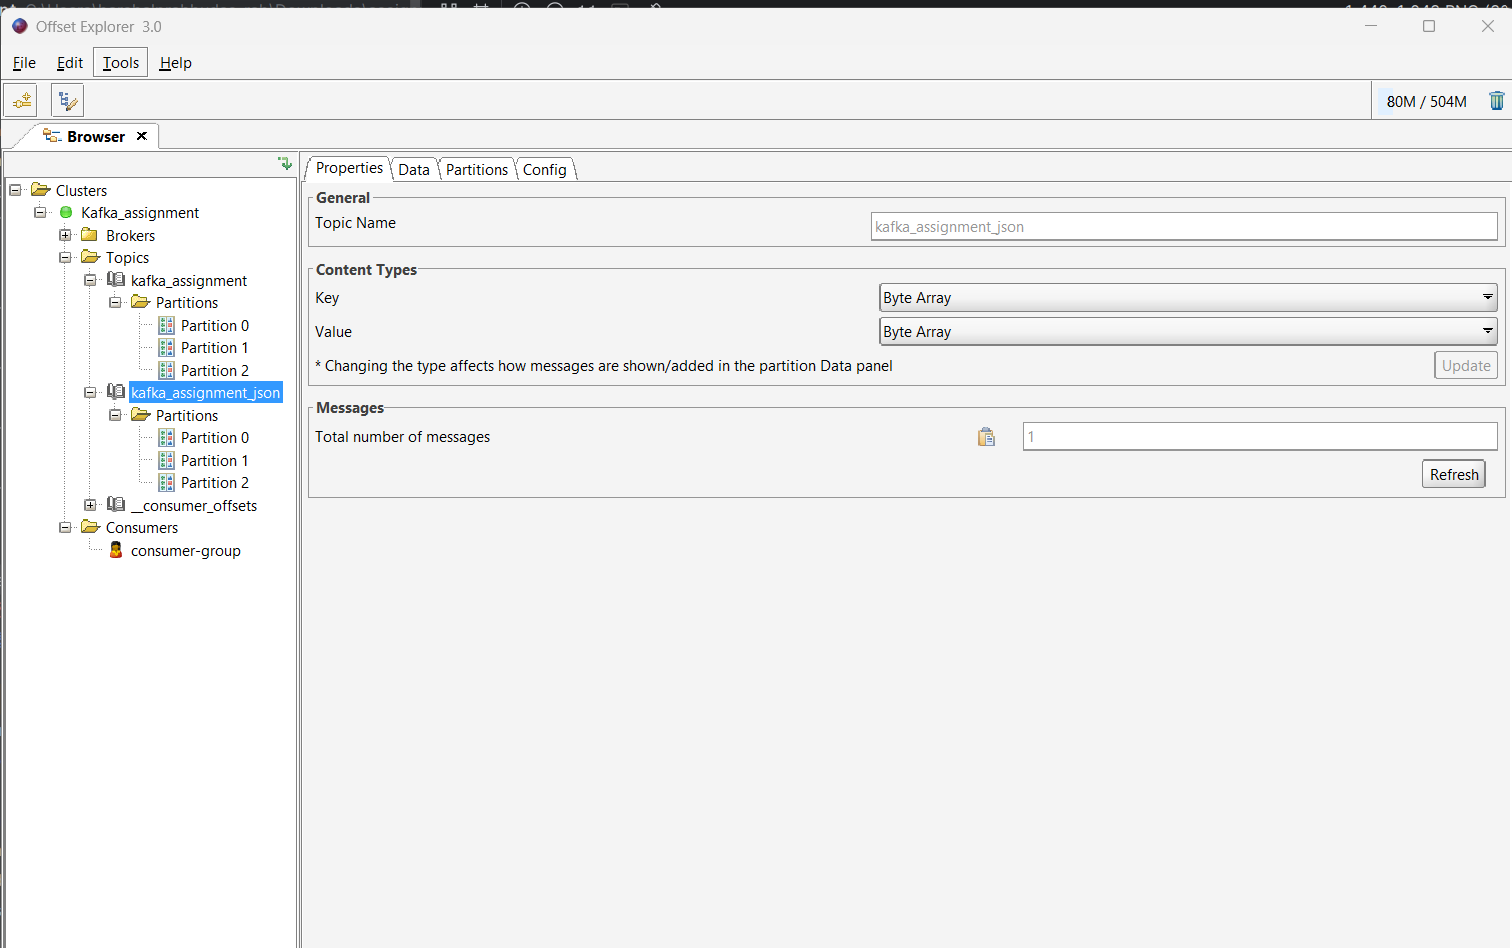 Offset Explorer 3.0
File Edit Tools Help
80M / 504M
Browser
Properties Data Partitions Config
Clusters
Kafka_assignment
Brokers
Topics
kafka_assignment
Partitions
Partition 0
Partition 1
Partition 2
kafka_assignment_json
Partitions
Partition 0
Partition 1
Partition 2
__consumer_offsets
Consumers
consumer-group
General
Topic Name kafka_assignment_json
Content Types
Key Byte Array
Value Byte Array
* Changing the type affects how messages are shown/added in the partition Data panel Update
Messages
Total number of messages 1
Refresh